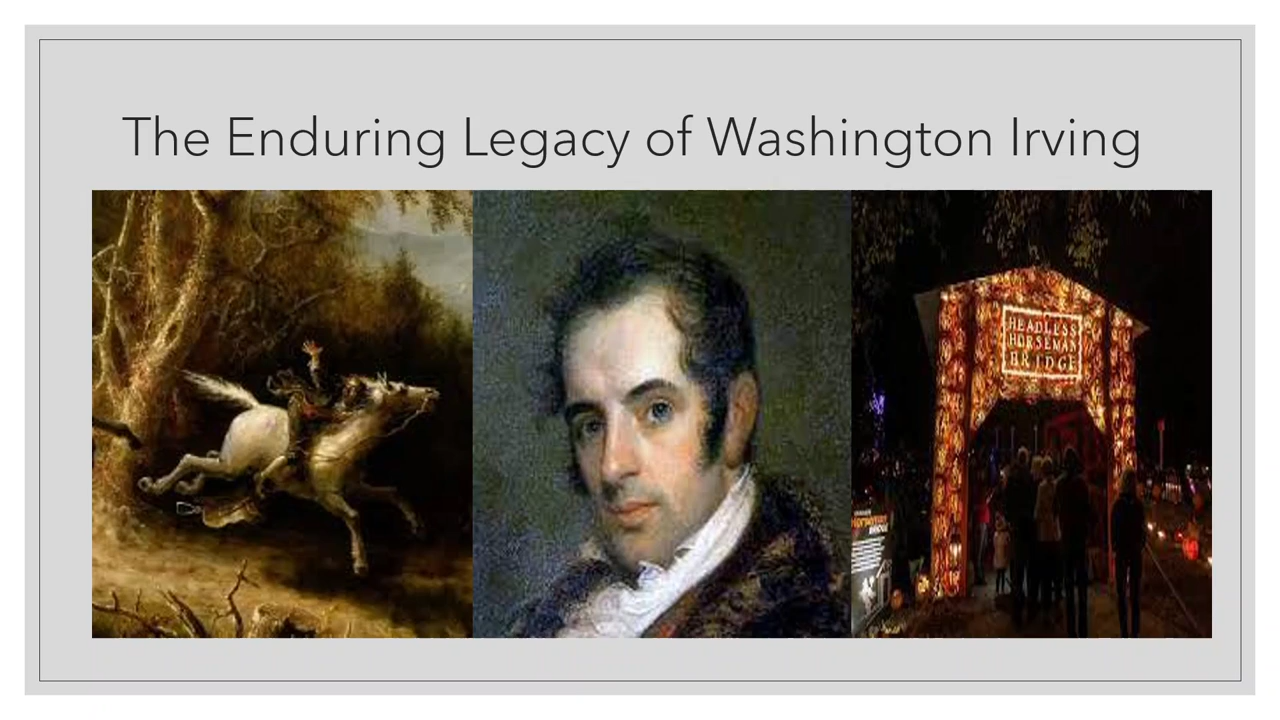 The Enduring Legacy of Washington Irving
HEADLESS
HORSEMAN
BRIDGE